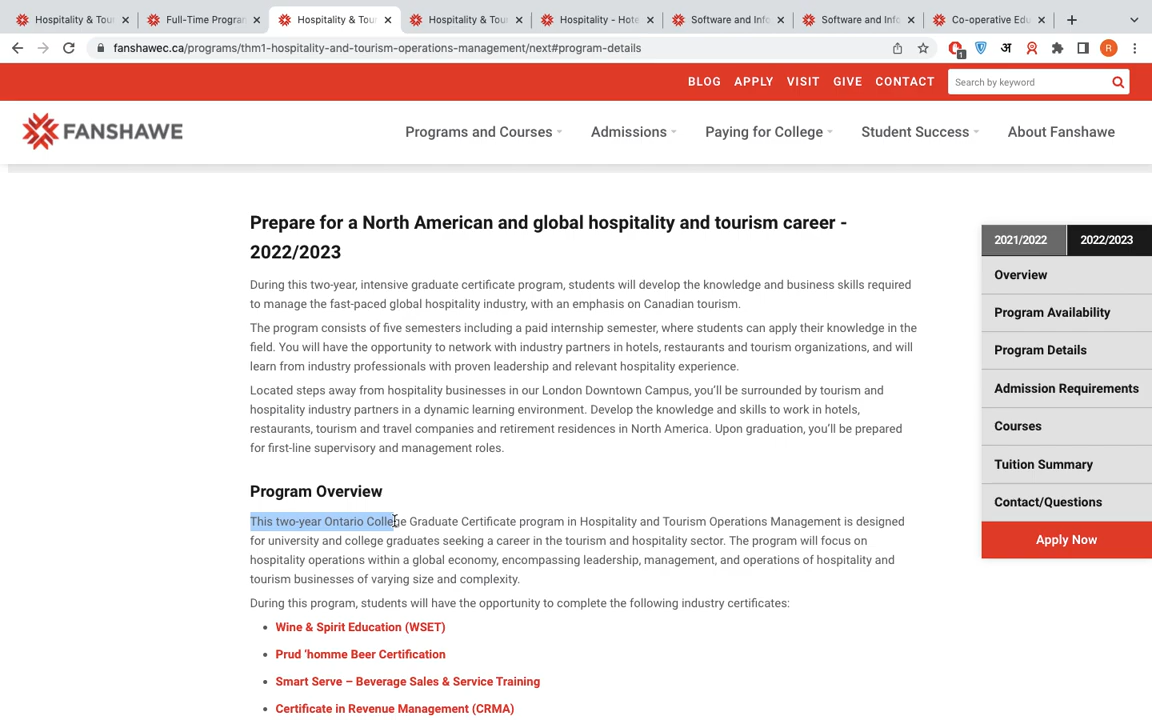 Hospitality & Tour
Full-Time Program
Hospitality & Tour
Hospitality & Tour
Hospitality - Hote
Software and Info
Software and Info
Co-operative Edu
fanshawec.ca/programs/thm1-hospitality-and-tourism-operations-management/next#program-details
अ
1
R
BLOG APPLY VISIT GIVE CONTACT
Search by keyword
FANSHAWE
Programs and Courses Admissions Paying for College Student Success About Fanshawe
Prepare for a North American and global hospitality and tourism career -
2022/2023
During this two-year, intensive graduate certificate program, students will develop the knowledge and business skills required
to manage the fast-paced global hospitality industry, with an emphasis on Canadian tourism.
The program consists of five semesters including a paid internship semester, where students can apply their knowledge in the
field. You will have the opportunity to network with industry partners in hotels, restaurants and tourism organizations, and will
learn from industry professionals with proven leadership and relevant hospitality experience.
Located steps away from hospitality businesses in our London Downtown Campus, you’ll be surrounded by tourism and
hospitality industry partners in a dynamic learning environment. Develop the knowledge and skills to work in hotels,
restaurants, tourism and travel companies and retirement residences in North America. Upon graduation, you’ll be prepared
for first-line supervisory and management roles.
Program Overview
This two-year Ontario College Graduate Certificate program in Hospitality and Tourism Operations Management is designed
for university and college graduates seeking a career in the tourism and hospitality sector. The program will focus on
hospitality operations within a global economy, encompassing leadership, management, and operations of hospitality and
tourism businesses of varying size and complexity.
During this program, students will have the opportunity to complete the following industry certificates:
Wine & Spirit Education (WSET)
Prud ‘homme Beer Certification
Smart Serve – Beverage Sales & Service Training
Certificate in Revenue Management (CRMA)
2021/2022 2022/2023
Overview
Program Availability
Program Details
Admission Requirements
Courses
Tuition Summary
Contact/Questions
Apply Now